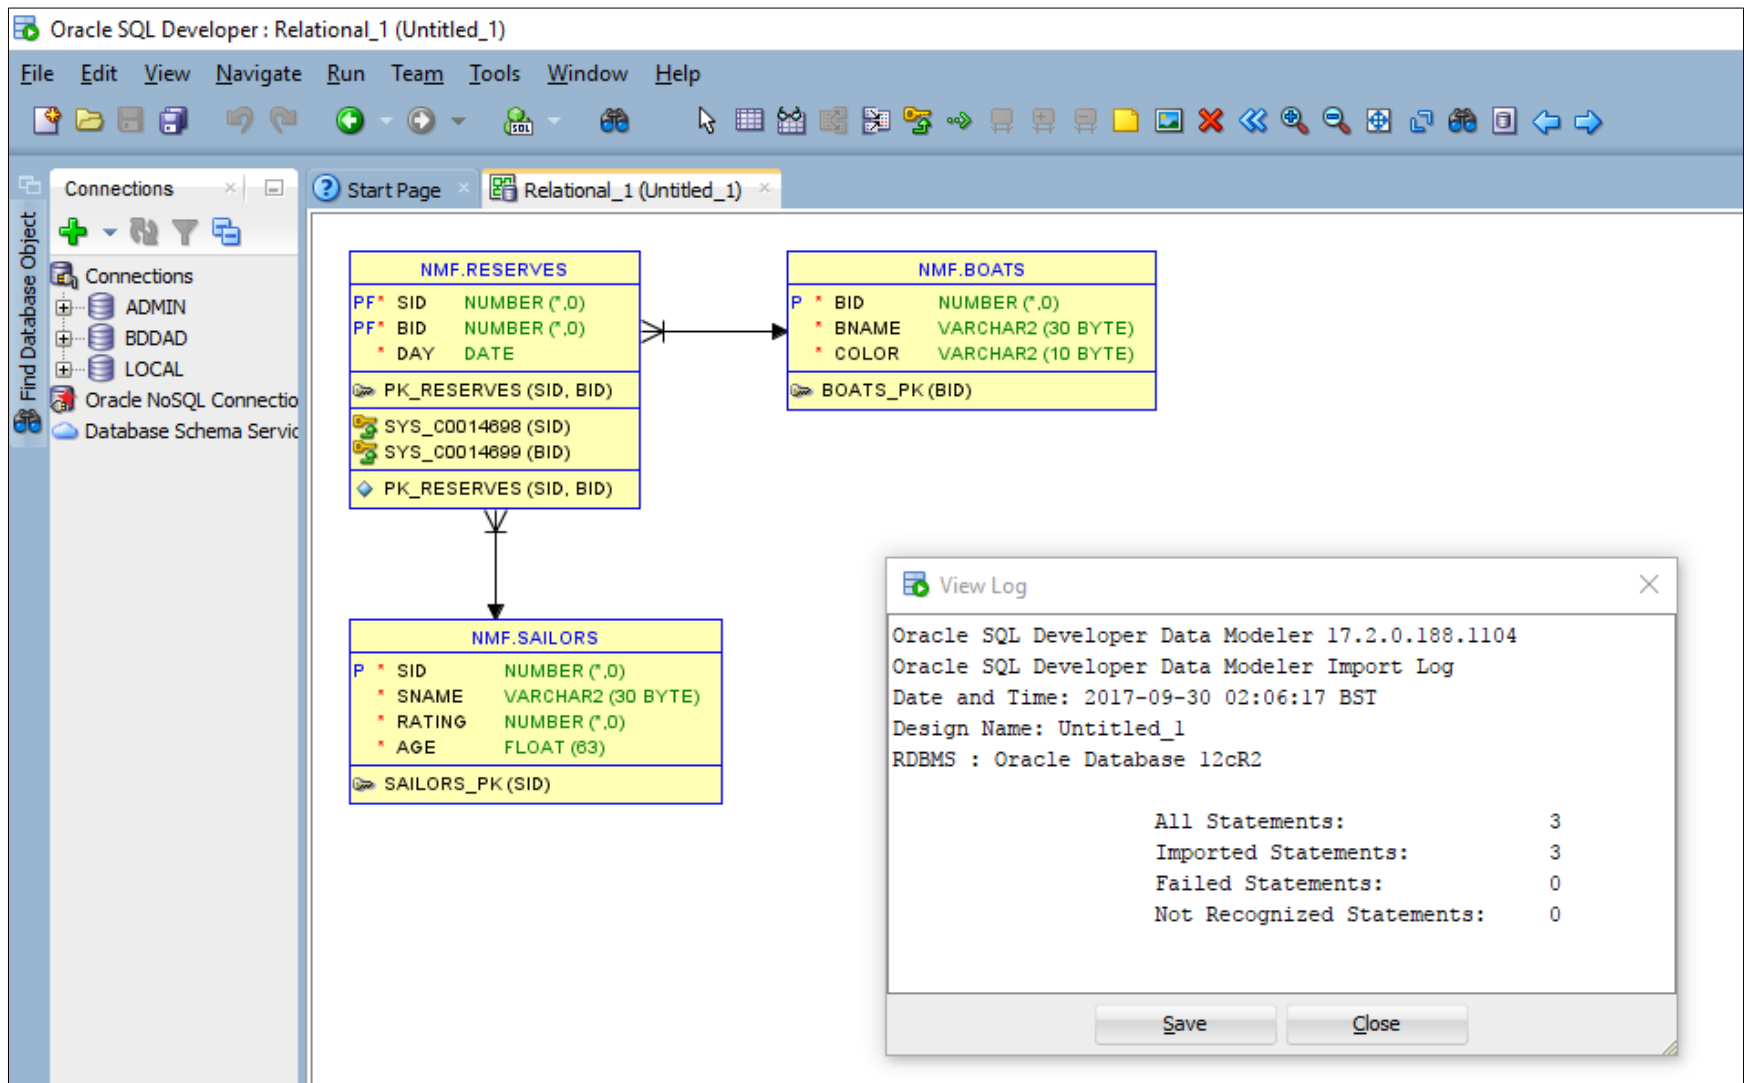 Oracle SQL Developer : Relational_1 (Untitled_1)
File Edit View Navigate Run Team Tools Window Help
SQL
Find Database Object
Connections
Connections
ADMIN
BDDAD
LOCAL
Oracle NoSQL Connectio
Database Schema Servic
Start Page
Relational_1 (Untitled_1)
NMF.RESERVES
PF* SID NUMBER (*,0)
PF* BID NUMBER (*,0)
* DAY DATE
PK_RESERVES (SID, BID)
SYS_C0014698 (SID)
SYS_C0014699 (BID)
PK_RESERVES (SID, BID)
NMF.BOATS
P * BID NUMBER (*,0)
* BNAME VARCHAR2 (30 BYTE)
* COLOR VARCHAR2 (10 BYTE)
BOATS_PK (BID)
NMF.SAILORS
P * SID NUMBER (*,0)
* SNAME VARCHAR2 (30 BYTE)
* RATING NUMBER (*,0)
* AGE FLOAT (63)
SAILORS_PK (SID)
View Log
Oracle SQL Developer Data Modeler 17.2.0.188.1104
Oracle SQL Developer Data Modeler Import Log
Date and Time: 2017-09-30 02:06:17 BST
Design Name: Untitled_1
RDBMS : Oracle Database 12cR2
All Statements: 3
Imported Statements: 3
Failed Statements: 0
Not Recognized Statements: 0
Save Close